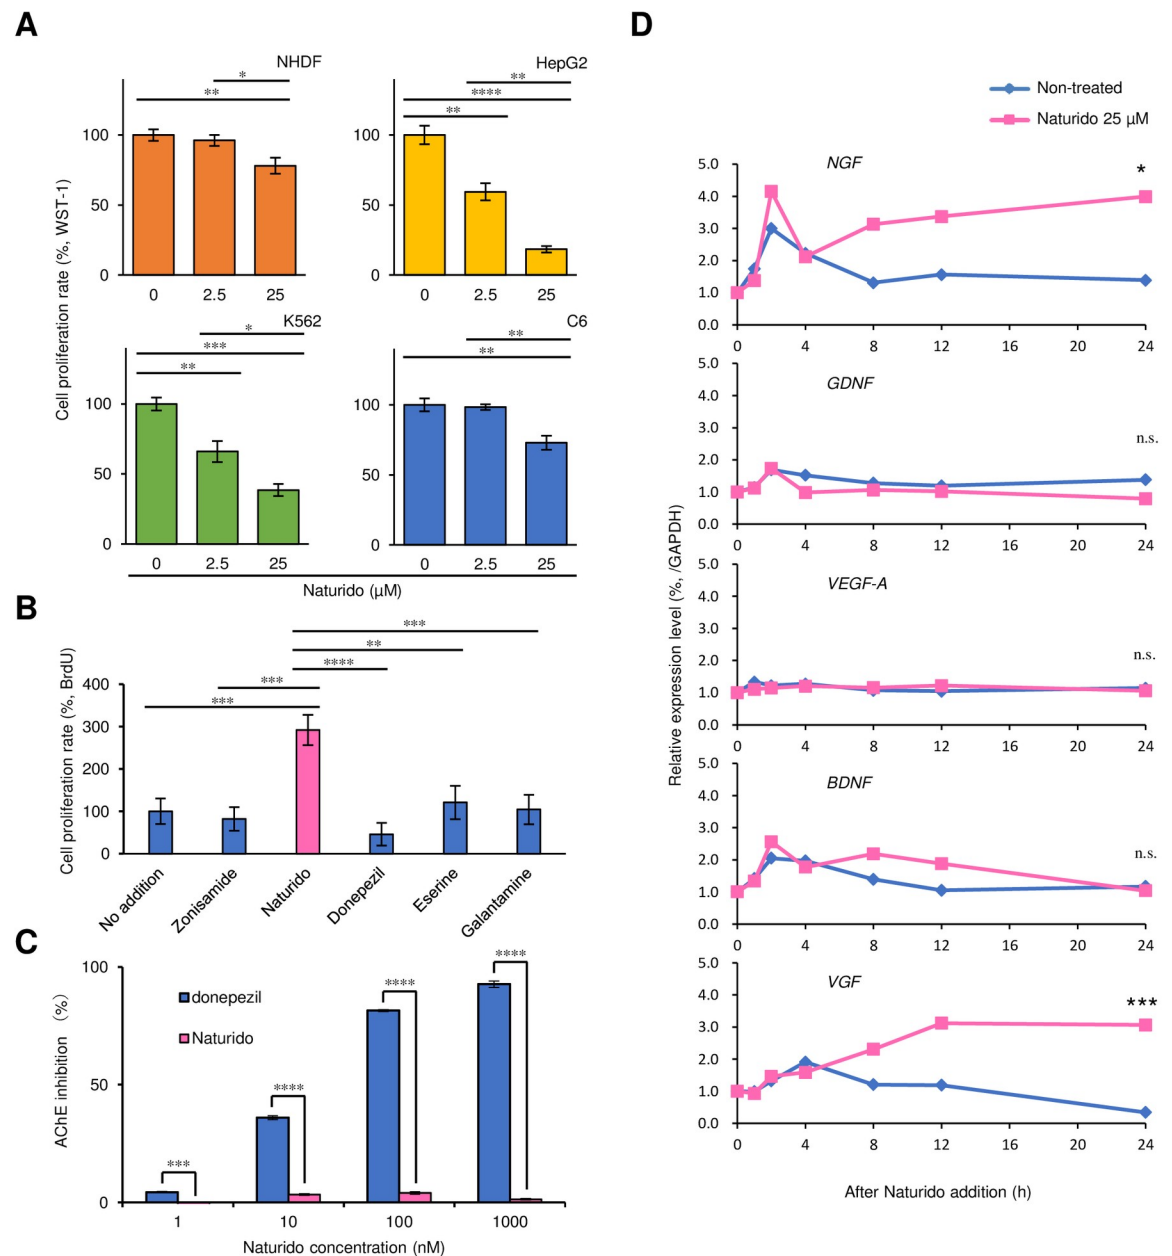 A
NHDF
*
**
Cell proliferation rate (%, WST-1)
100
50
0
0 2.5 25
HepG2
**
****
**
100
50
0
0 2.5 25
K562
*
***
**
100
50
0
0 2.5 25
C6
**
**
100
50
0
0 2.5 25
Naturido (μM)
B
***
**
****
***
***
Cell proliferation rate (%, BrdU)
400
300
200
100
0
No addition
Zonisamide
Naturido
Donepezil
Eserine
Galantamine
C
AChE inhibition (%)
100
50
0
donepezil
Naturido
***
****
****
****
1 10 100 1000
Naturido concentration (nM)
D
Non-treated
Naturido 25 μM
Relative expression level (%, /GAPDH)
NGF
*
5.0
4.0
3.0
2.0
1.0
0.0
0 4 8 12 16 20 24
GDNF
n.s.
5.0
4.0
3.0
2.0
1.0
0.0
0 4 8 12 16 20 24
VEGF-A
n.s.
5.0
4.0
3.0
2.0
1.0
0.0
0 4 8 12 16 20 24
BDNF
n.s.
5.0
4.0
3.0
2.0
1.0
0.0
0 4 8 12 16 20 24
VGF
***
5.0
4.0
3.0
2.0
1.0
0.0
0 4 8 12 16 20 24
After Naturido addition (h)